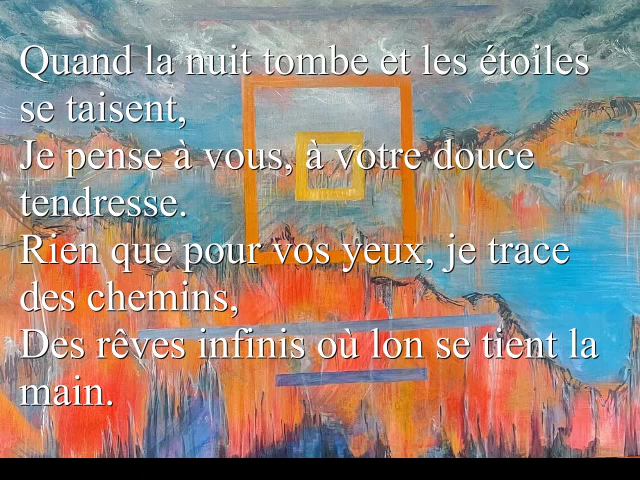 Quand la nuit tombe et les étoiles
se taisent,
Je pense à vous, à votre douce
tendresse.
Rien que pour vos yeux, je trace
des chemins,
Des rêves infinis où lon se tient la
main.